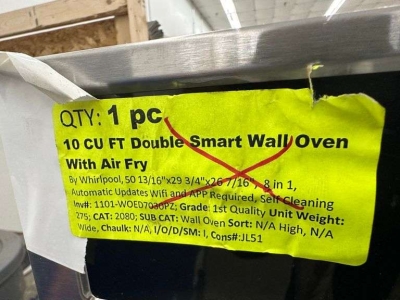 QTY: 1 pc
10 CU FT Double Smart Wall Oven
With Air Fry
By Whirlpool, 50 13/16"x29 3/4"x26 7/16", 8 in 1,
Automatic Updates Wifi and APP Required, Self Cleaning
Inv#: 1101-WOED7030PZ, Grade: 1st Quality Unit Weight:
275; CAT: 2080; SUB CAT: Wall Oven Sort: N/A High, N/A
Wide, Chaulk: N/A, I/O/D/SM: I, Cons#:JL51